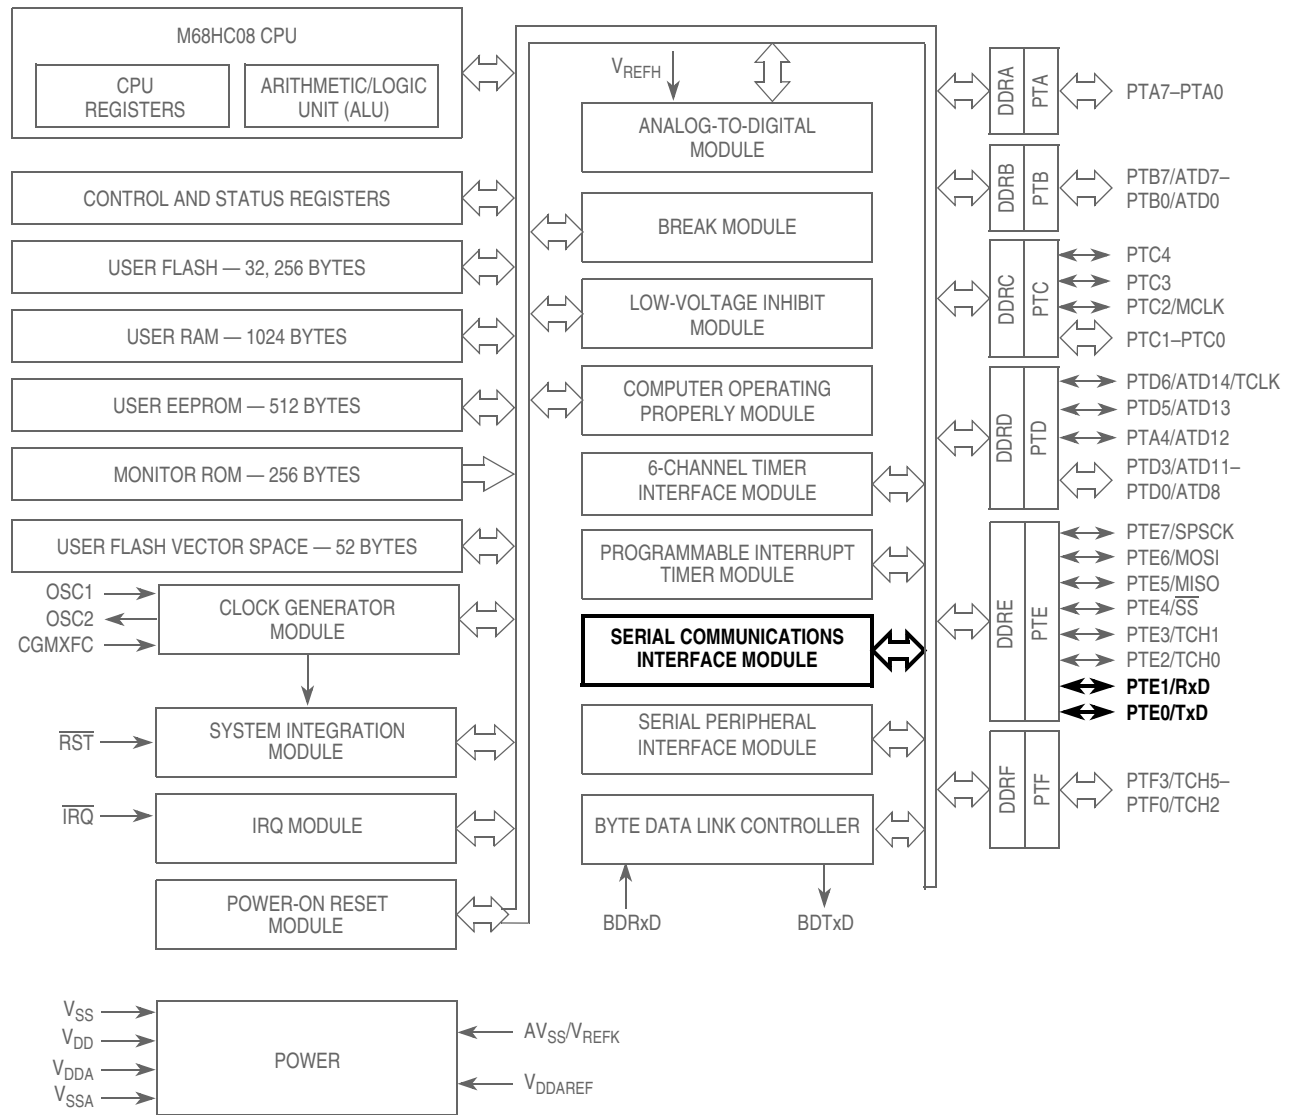 M68HC08 CPU
CPU
REGISTERS
ARITHMETIC/LOGIC
UNIT (ALU)
CONTROL AND STATUS REGISTERS
USER FLASH — 32, 256 BYTES
USER RAM — 1024 BYTES
USER EEPROM — 512 BYTES
MONITOR ROM — 256 BYTES
USER FLASH VECTOR SPACE — 52 BYTES
OSC1
OSC2
CGMXFC
CLOCK GENERATOR
MODULE
RST
SYSTEM INTEGRATION
MODULE
IRQ
IRQ MODULE
POWER-ON RESET
MODULE
VSS
VDD
VDDA
VSSA
POWER
AVSS/VREFK
VDDAREF
VREFH
ANALOG-TO-DIGITAL
MODULE
BREAK MODULE
LOW-VOLTAGE INHIBIT
MODULE
COMPUTER OPERATING
PROPERLY MODULE
6-CHANNEL TIMER
INTERFACE MODULE
PROGRAMMABLE INTERRUPT
TIMER MODULE
SERIAL COMMUNICATIONS
INTERFACE MODULE
SERIAL PERIPHERAL
INTERFACE MODULE
BYTE DATA LINK CONTROLLER
BDRxD
BDTxD
DDRA
PTA
PTA7–PTA0
DDRB
PTB
PTB7/ATD7–
PTB0/ATD0
DDRC
PTC
PTC4
PTC3
PTC2/MCLK
PTC1–PTC0
DDRD
PTD
PTD6/ATD14/TCLK
PTD5/ATD13
PTA4/ATD12
PTD3/ATD11–
PTD0/ATD8
DDRE
PTE
PTE7/SPSCK
PTE6/MOSI
PTE5/MISO
PTE4/SS
PTE3/TCH1
PTE2/TCH0
PTE1/RxD
PTE0/TxD
DDRF
PTF
PTF3/TCH5–
PTF0/TCH2